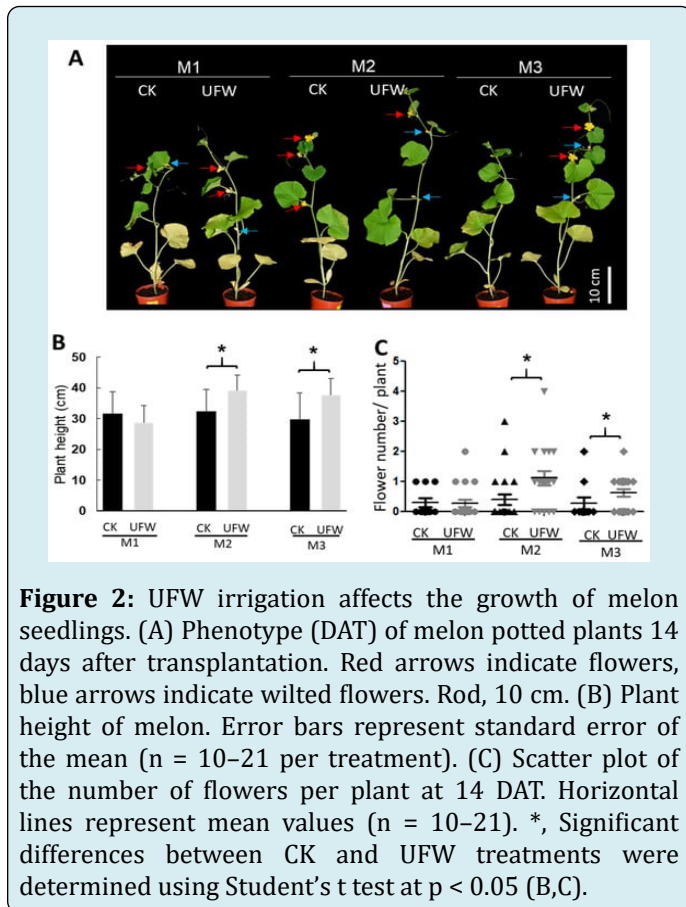 A
M1 M2 M3
CK UFW CK UFW CK UFW
10 cm
B
Plant height (cm)
50
40
30
20
10
0
CK UFW CK UFW CK UFW
M1 M2 M3
* *
C
Flower number/ plant
5
4
3
2
1
0
CK UFW CK UFW CK UFW
M1 M2 M3
* *
Figure 2: UFW irrigation affects the growth of melon
seedlings. (A) Phenotype (DAT) of melon potted plants 14
days after transplantation. Red arrows indicate flowers,
blue arrows indicate wilted flowers. Rod, 10 cm. (B) Plant
height of melon. Error bars represent standard error of
the mean (n = 10–21 per treatment). (C) Scatter plot of
the number of flowers per plant at 14 DAT. Horizontal
lines represent mean values (n = 10–21). *, Significant
differences between CK and UFW treatments were
determined using Student’s t test at p < 0.05 (B,C).